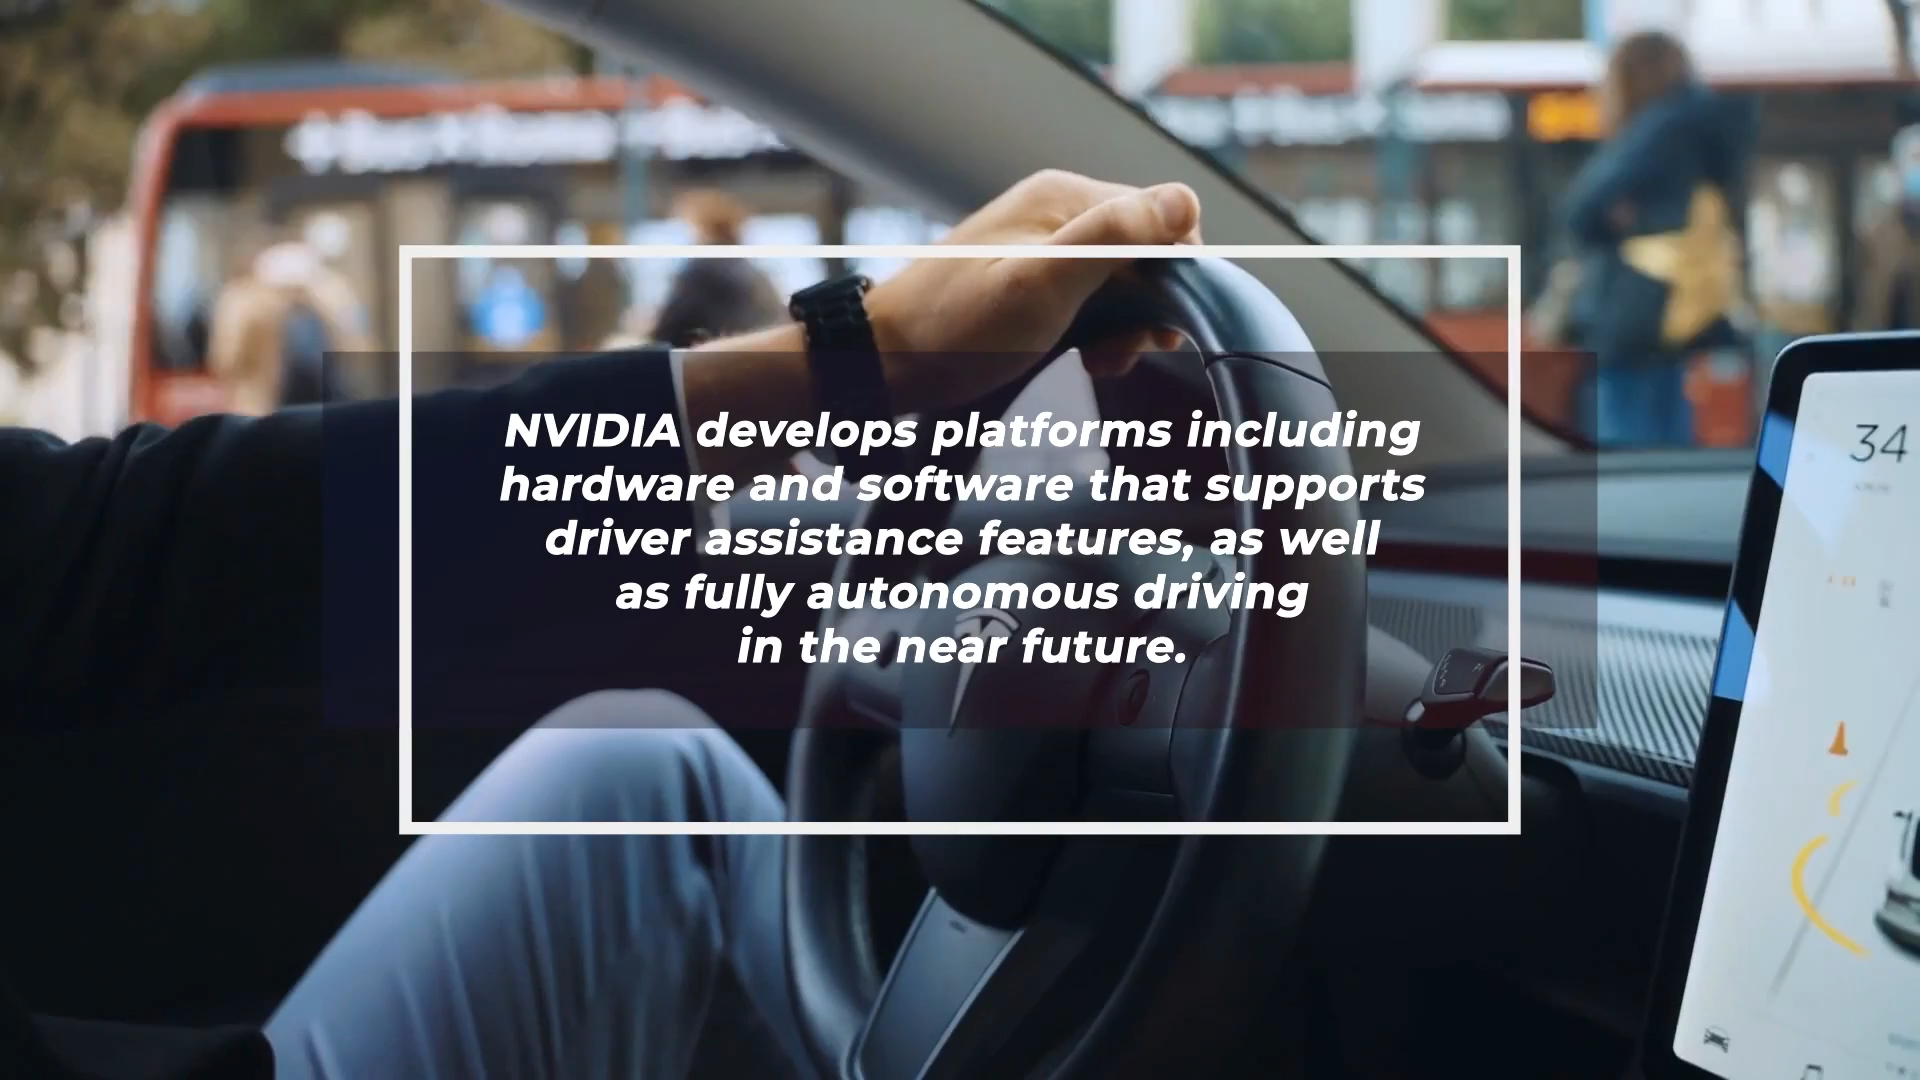 NVIDIA develops platforms including
hardware and software that supports
driver assistance features, as well
as fully autonomous driving
in the near future.
34